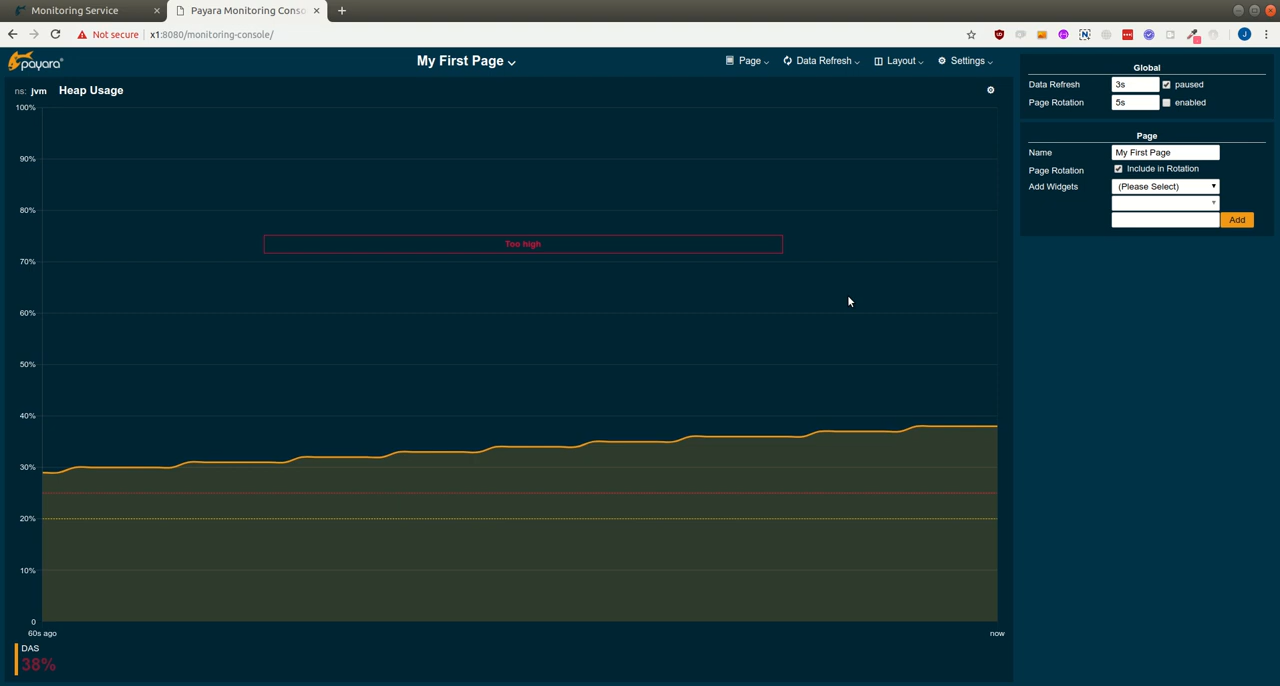 Monitoring Service
Payara Monitoring Conso
Not secure x1:8080/monitoring-console/
J
payara®
My First Page
Page Data Refresh Layout Settings
ns: jvm Heap Usage
100%
90%
80%
Too high
70%
60%
50%
40%
30%
20%
10%
0
60s ago now
DAS
38%
Global
Data Refresh 3s paused
Page Rotation 5s enabled
Page
Name My First Page
Page Rotation Include in Rotation
Add Widgets (Please Select)
Add